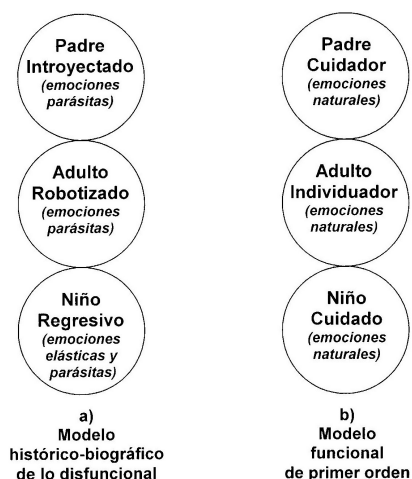 Padre
Introyectado
(emociones
parásitas)
Adulto
Robotizado
(emociones
parásitas)
Niño
Regresivo
(emociones
elásticas y
parásitas)
a)
Modelo
histórico-biográfico
de lo disfuncional
Padre
Cuidador
(emociones
naturales)
Adulto
Individuador
(emociones
naturales)
Niño
Cuidado
(emociones
naturales)
b)
Modelo
funcional
de primer orden